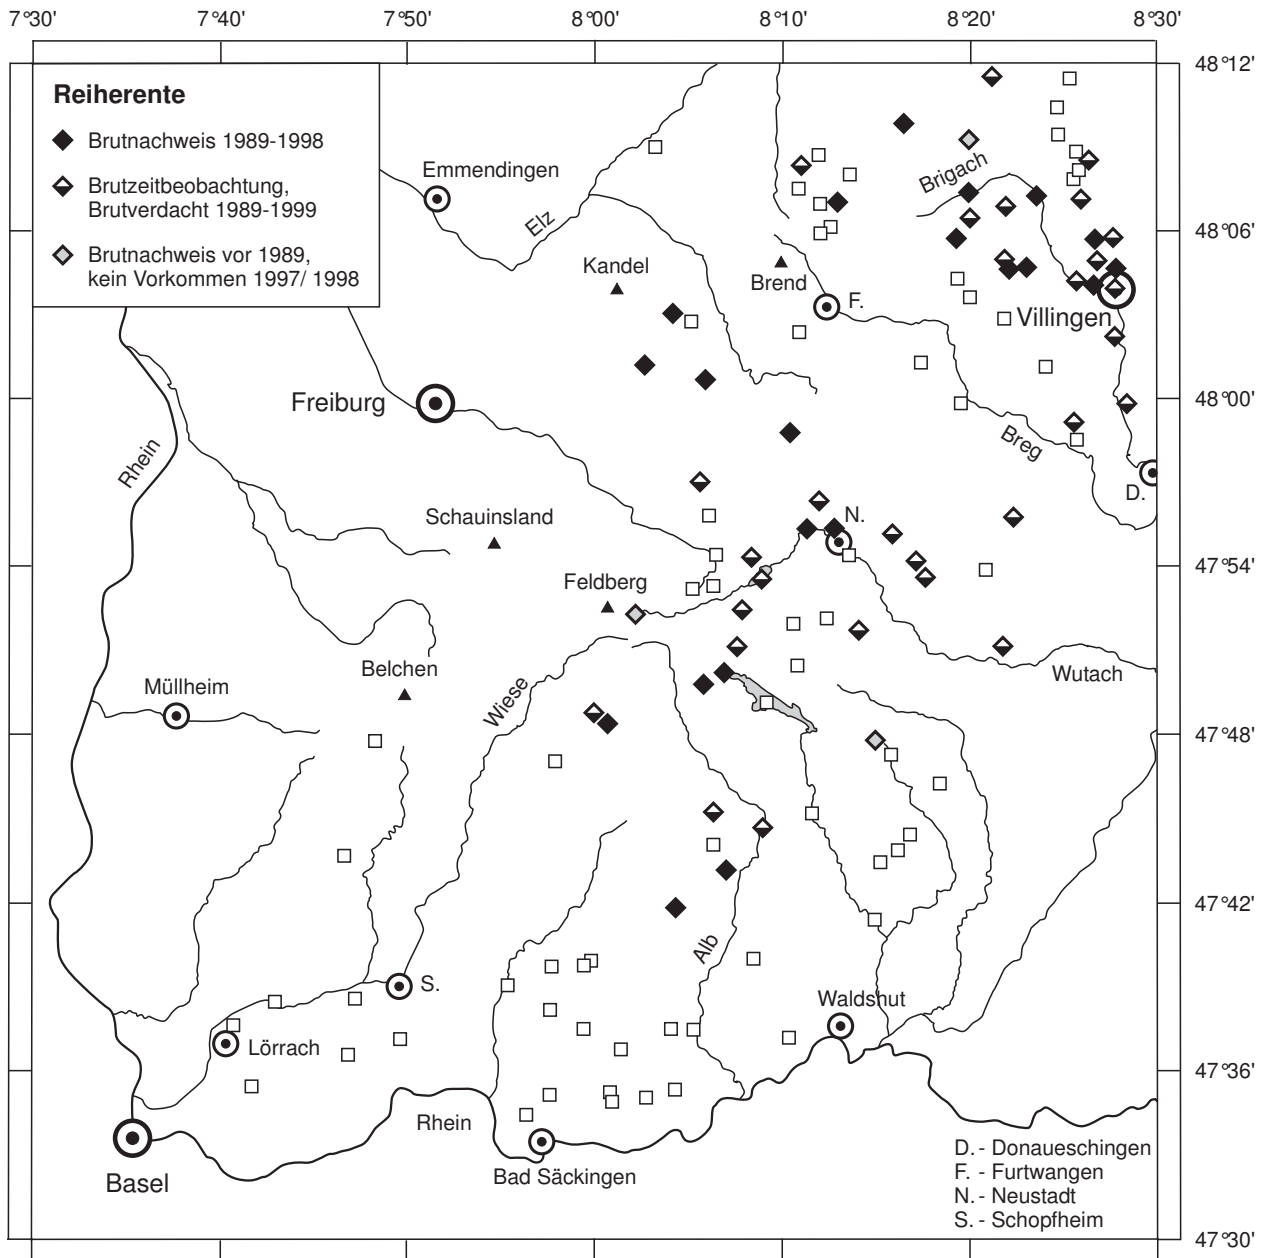 7°30' 7°40' 7°50' 8°00' 8°10' 8°20' 8°30'
48°12'
Reiherente
Brutnachweis 1989-1998
Brutzeitbeobachtung,
Brutverdacht 1989-1999
Brutnachweis vor 1989,
kein Vorkommen 1997/ 1998
Emmendingen
Elz
Brigach
48°06'
Kandel
Brend
F.
Villingen
Freiburg
48°00'
Rhein
Breg
D.
Schauinsland
N.
47°54'
Feldberg
Belchen
Wutach
Müllheim
Wiese
47°48'
47°42'
Alb
S.
Waldshut
Lörrach
47°36'
Rhein
Basel
Bad Säckingen
D. - Donaueschingen
F. - Furtwangen
N. - Neustadt
S. - Schopfheim
47°30'